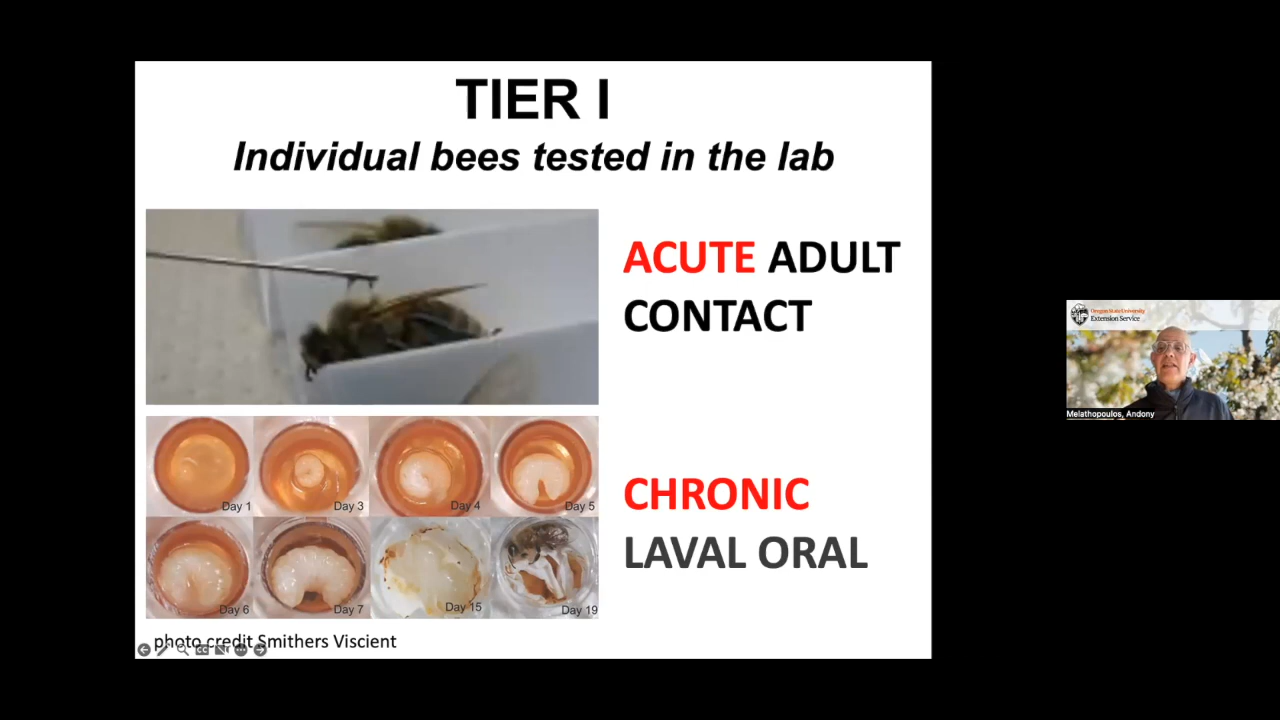 TIER I
Individual bees tested in the lab
ACUTE ADULT
CONTACT
Day 1
Day 3
Day 4
Day 5
CHRONIC
LAVAL ORAL
Day 6
Day 7
Day 15
Day 19
photo credit Smithers Viscient
Oregon State University
Extension Service
Melathopoulos, Andony